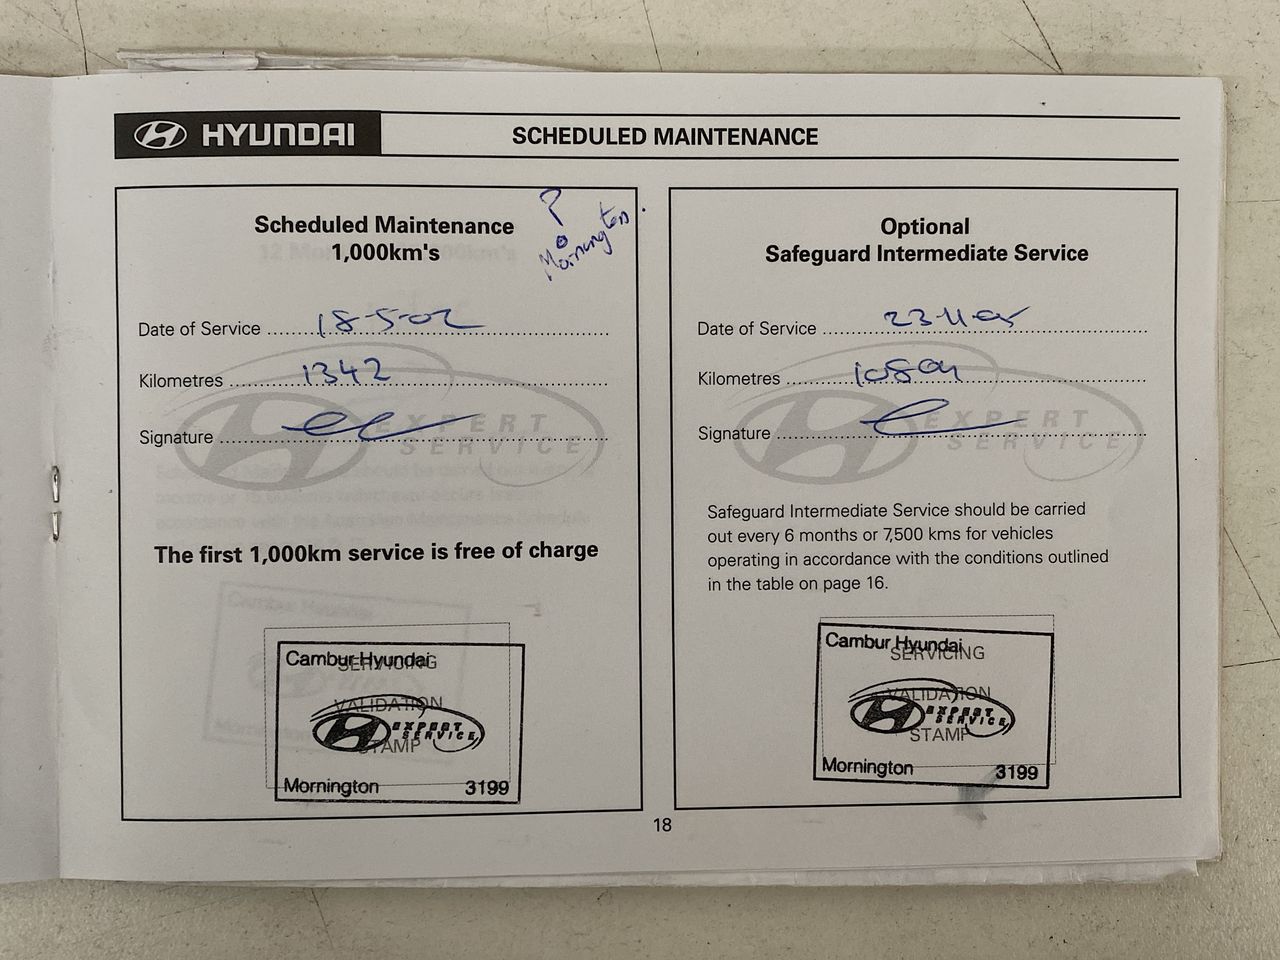 HYUNDAI
SCHEDULED MAINTENANCE
Scheduled Maintenance
1,000km's
?
Mornington.
Date of Service 18-5-02
Kilometres 1342
Signature
EXPERT
SERVICE
The first 1,000km service is free of charge
Cambur Hyundai
SERVICING
VALIDATION
EXPERT
SERVICE
STAMP
Mornington 3199
Optional
Safeguard Intermediate Service
Date of Service
Kilometres
Signature
EXPERT
SERVICE
Safeguard Intermediate Service should be carried
out every 6 months or 7,500 kms for vehicles
operating in accordance with the conditions outlined
in the table on page 16.
Cambur Hyundai
SERVICING
VALIDATION
EXPERT
SERVICE
STAMP
Mornington 3199
18